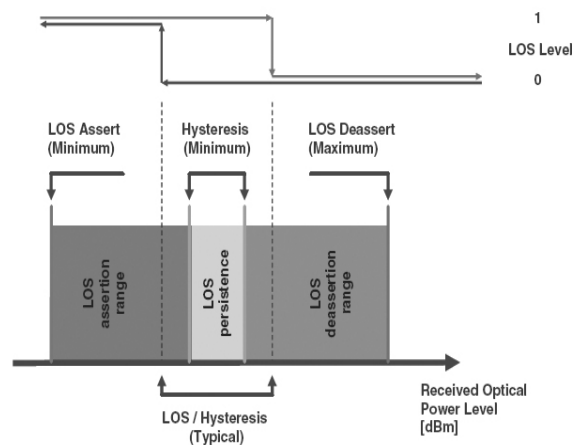 1
LOS Level
0
LOS Assert
(Minimum)
Hysteresis
(Minimum)
LOS Deassert
(Maximum)
LOS
assertion
range
LOS
persistence
LOS
deassertion
range
Received Optical
Power Level
[dBm]
LOS / Hysteresis
(Typical)